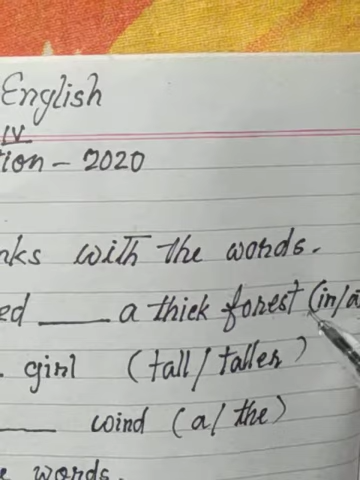 English
IV
tion - 2020
nks with the words.
ed ____ a thick forest (in/a
girl (tall/taller)
____ wind (a/the)
e words.